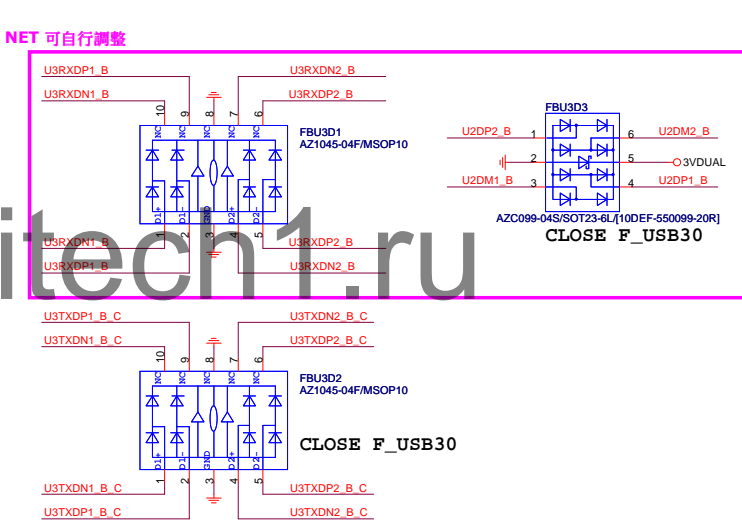 NET 可自行調整
U3RXDP1_B
U3RXDN2_B
U3RXDN1_B
U3RXDP2_B
10 9 8 7 6
NC NC NC NC NC
FBU3D1
AZ1045-04F/MSOP10
D1+ D1- GND D2+ D2-
1 2 3 4 5
U3RXDN1_B
U3RXDP2_B
U3RXDP1_B
U3RXDN2_B
FBU3D3
U2DP2_B 1 6 U2DM2_B
2 5 3VDUAL
U2DM1_B 3 4 U2DP1_B
AZC099-04S/SOT23-6L/[10DEF-550099-20R]
CLOSE F_USB30
itech1.ru
U3TXDP1_B_C
U3TXDN2_B_C
U3TXDN1_B_C
U3TXDP2_B_C
10 9 8 7 6
NC NC NC NC NC
FBU3D2
AZ1045-04F/MSOP10
CLOSE F_USB30
D1+ D1- GND D2+ D2-
1 2 3 4 5
U3TXDN1_B_C
U3TXDP2_B_C
U3TXDP1_B_C
U3TXDN2_B_C